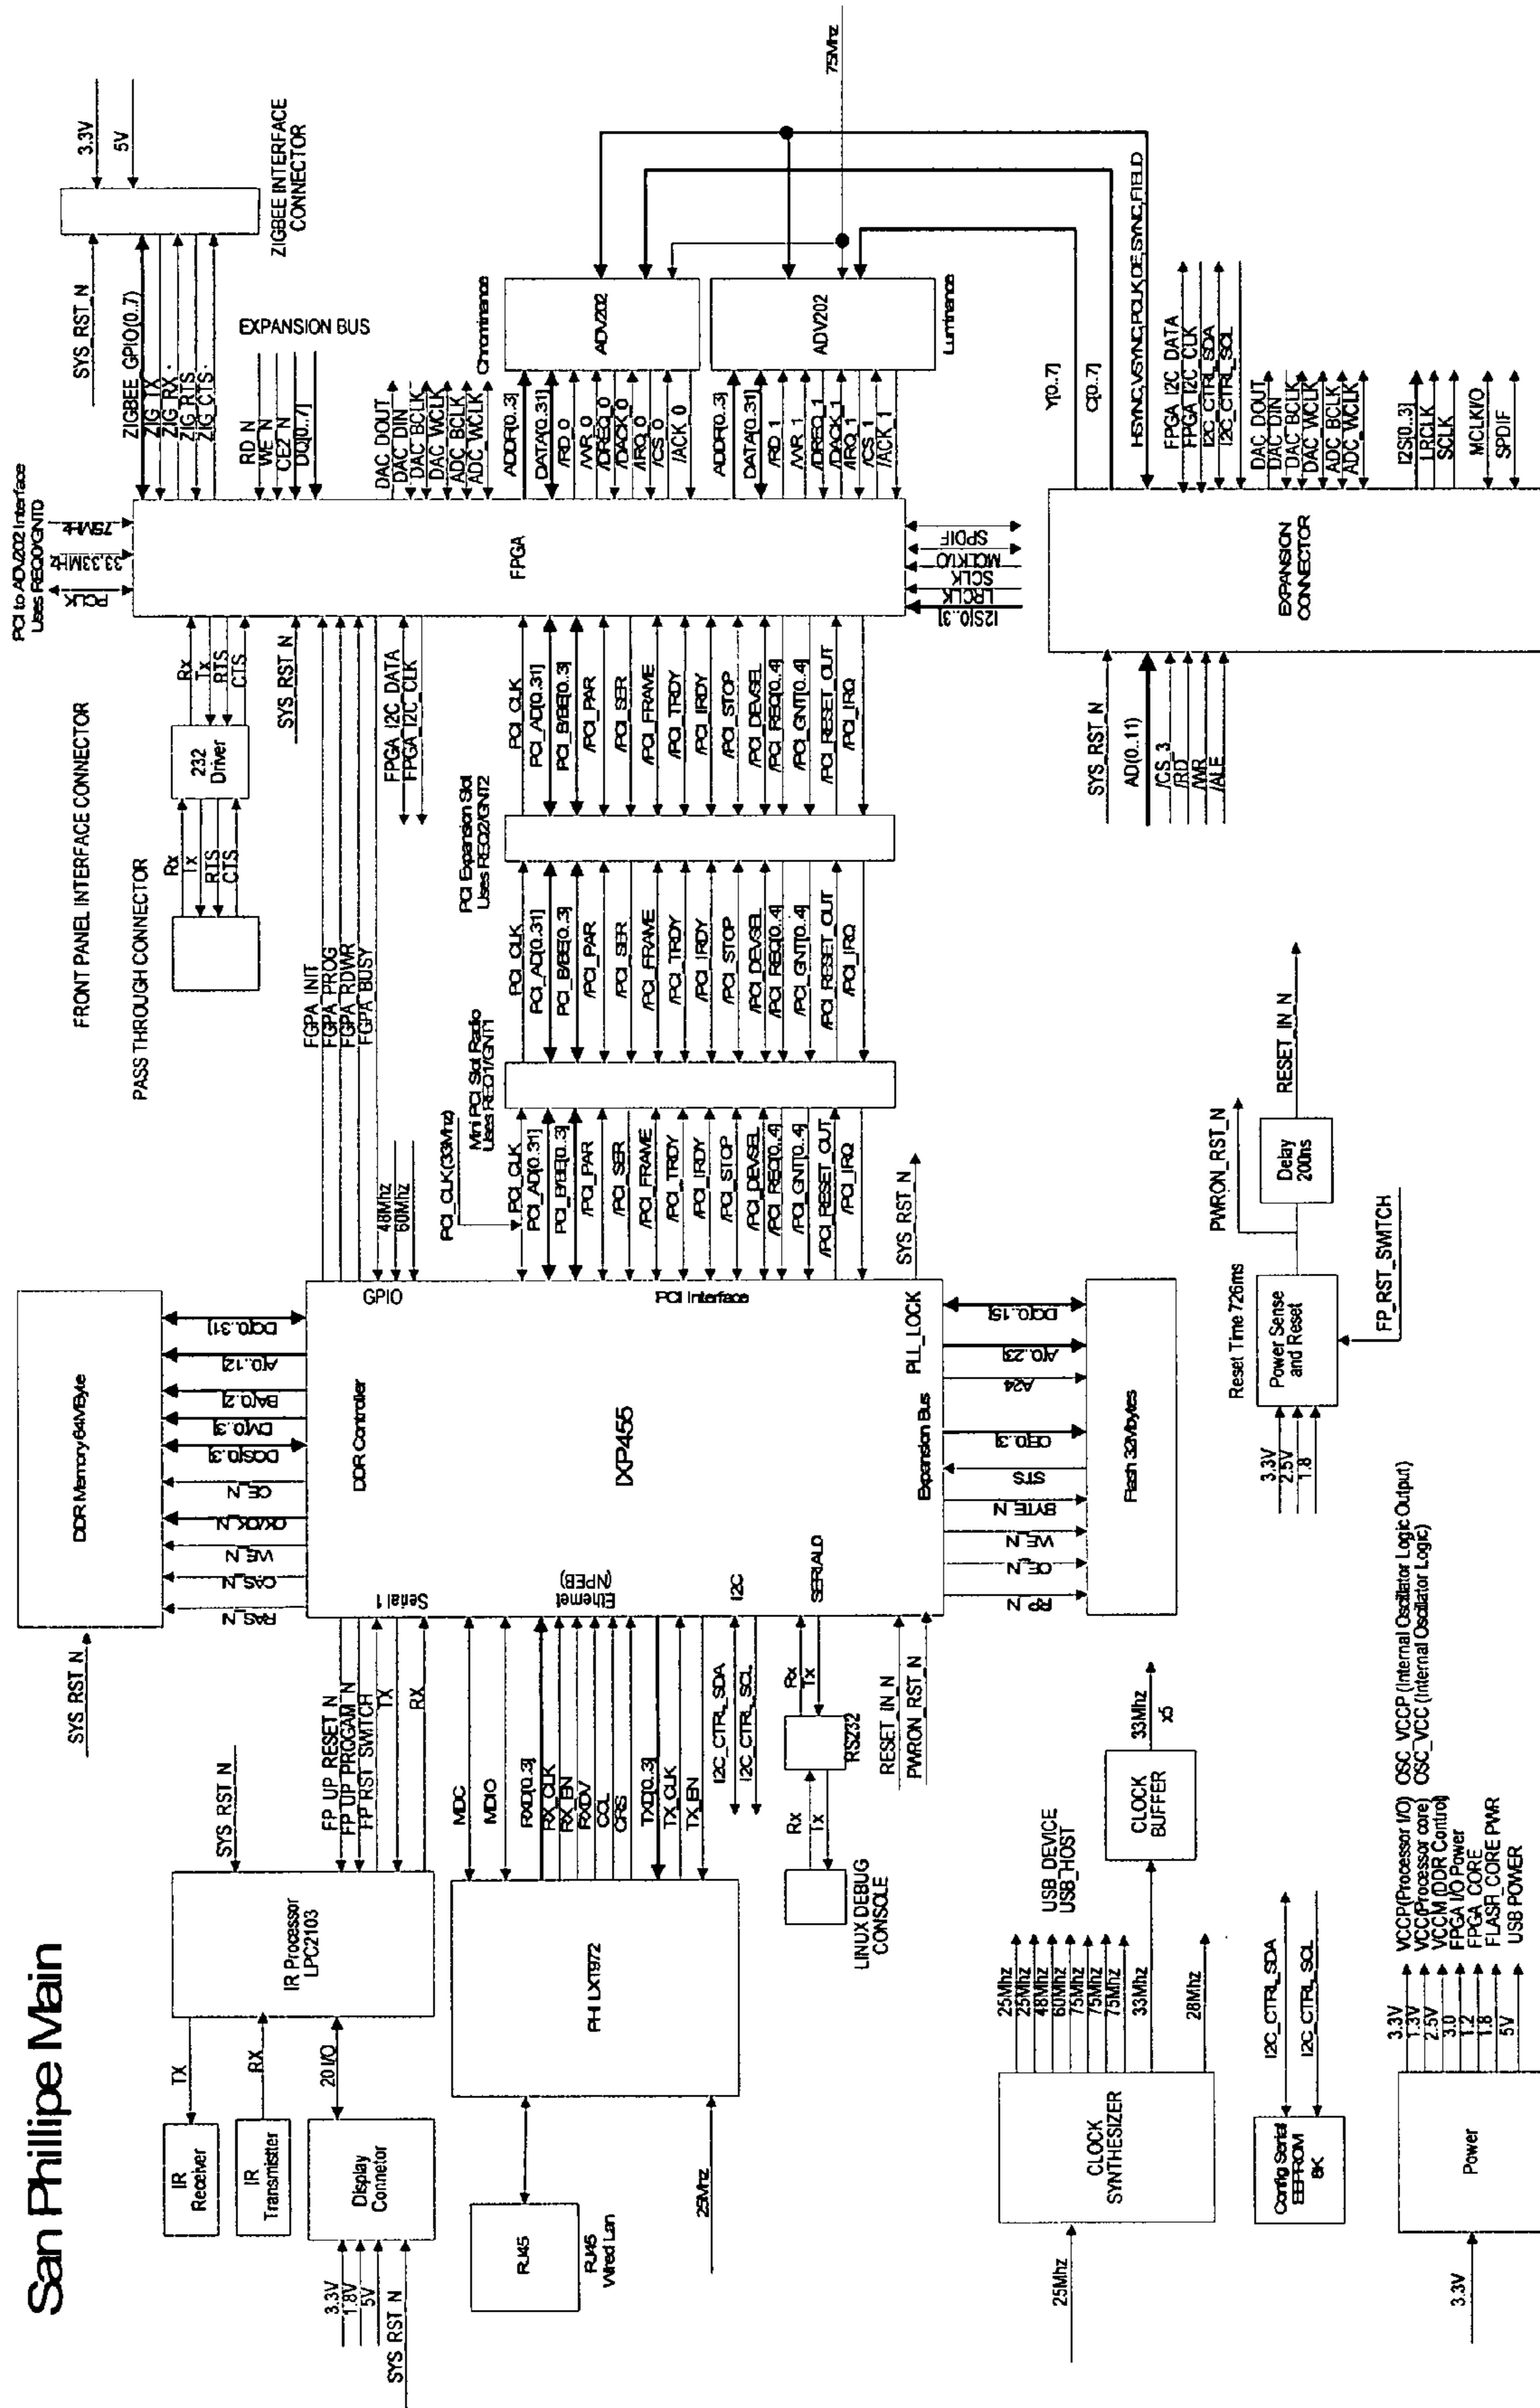 San Phillipe Main
SYS_RST_N
DDR Memory 64MByte
RAS_N
CAS_N
WE_N
CK/CK_N
CE_N
DQS[0..3]
DM[0..3]
BA[0..2]
A[0..12]
DQ[0..31]
DDR Controller
GPIO
IXP455
Serial 1
Ethernet
(NPEB)
I2C
SERIAL0
PCI Interface
PLL_LOCK
Expansion Bus
SYS_RST_N
IR
Receiver
TX
IR
Transmistter
RX
Display
Connetor
20 I/O
3.3V
1.8V
5V
SYS_RST_N
IR Processor
LPC2103
SYS_RST_N
FP_UP_RESET_N
FP_UP_PROGAM_N
FP_RST_SWITCH
TX
RX
RJ45
RJ45
Wired Lan
25Mhz
PHI LXT972
MDC
MDIO
RXD[0..3]
RX_CLK
RX_EN
RXDV
COL
CRS
TXD[0..3]
TX_CLK
TX_EN
I2C_CTRL_SDA
I2C_CTRL_SCL
Rx
Tx
RS232
Rx
Tx
LINUX DEBUG
CONSOLE
RESET_IN_N
PWRON_RST_N
OE_N
WE_N
BYTE_N
STS
CE[0..3]
A24
A[0..23]
DQ[0..15]
Flash 32Mbytes
FRONT PANEL INTERFACE CONNECTOR
PASS THROUGH CONNECTOR
Rx
Tx
RTS
CTS
232
Driver
Rx
Tx
RTS
CTS
SYS_RST_N
FGPA_INIT
FGPA_PROG
FGPA_RDWR
FGPA_BUSY
48Mhz
60Mhz
FPGA_I2C_DATA
FPGA_I2C_CLK
PCI_CLK(33Mhz)
Mini PCI Slot Radio
Uses REQ1/GNT1
PCI_CLK
PCI_AD[0..31]
PCI_B/BE[0..3]
/PCI_PAR
/PCI_SER
/PCI_FRAME
/PCI_TRDY
/PCI_IRDY
/PCI_STOP
/PCI_DEVSEL
/PCI_REQ[0..4]
/PCI_GNT[0..4]
/PCI_RESET_OUT
/PCI_IRQ
PCI Expansion Slot
Uses REQ2/GNT2
PCI_CLK
PCI_AD[0..31]
PCI_B/BE[0..3]
/PCI_PAR
/PCI_SER
/PCI_FRAME
/PCI_TRDY
/PCI_IRDY
/PCI_STOP
/PCI_DEVSEL
/PCI_REQ[0..4]
/PCI_GNT[0..4]
/PCI_RESET_OUT
/PCI_IRQ
PCI_CLK
PCI_AD[0..31]
PCI_B/BE[0..3]
/PCI_PAR
/PCI_SER
/PCI_FRAME
/PCI_TRDY
/PCI_IRDY
/PCI_STOP
/PCI_DEVSEL
/PCI_REQ[0..4]
/PCI_GNT[0..4]
/PCI_RESET_OUT
/PCI_IRQ
PCI to ADV202 Interface
Uses REQ0/GNT0
PCLK
33.33MHz
75MHz
FPGA
SYS_RST_N
3.3V
5V
ZIGBEE INTERFACE
CONNECTOR
ZIGBEE_GPIO(0..7)
ZIG_TX
ZIG_RX
ZIG_RTS
ZIG_CTS
EXPANSION BUS
RD_N
WE_N
CE2_N
DQ[0..7]
DAC_DOUT
DAC_DIN
DAC_BCLK
DAC_WCLK
ADC_BCLK
ADC_WCLK
Chrominance
ADV202
ADDR[0..3]
DATA[0..31]
/RD_0
/WR_0
/DREQ_0
/DACK_0
/IRQ_0
/CS_0
/ACK_0
ADV202
Luminance
ADDR[0..3]
DATA[0..31]
/RD_1
/WR_1
/DREQ_1
/DACK_1
/IRQ_1
/CS_1
/ACK_1
75Mhz
I2S[0..3]
LRCLK
SCLK
MCLKI/O
SPDIF
Y[0..7]
C[0..7]
HSYNC,VSYNC,PCLK,DE,SYNC,FIELD
FPGA_I2C_DATA
FPGA_I2C_CLK
I2C_CTRL_SDA
I2C_CTRL_SCL
DAC_DOUT
DAC_DIN
DAC_BCLK
DAC_WCLK
ADC_BCLK
ADC_WCLK
I2S[0..3]
LRCLK
SCLK
MCLKI/O
SPDIF
EXPANSION
CONNECTOR
SYS_RST_N
AD(0..11)
/CS_3
/RD
/WR
/ALE
25Mhz
CLOCK
SYNTHESIZER
25Mhz
25Mhz
48Mhz
60Mhz
75Mhz
75Mhz
75Mhz
33Mhz
28Mhz
USB_DEVICE
USB_HOST
CLOCK
BUFFER
33Mhz
x5
Config Serial
EEPROM
8K
I2C_CTRL_SDA
I2C_CTRL_SCL
3.3V
Power
3.3V
1.3V
2.5V
3.0
1.2
1.8
5V
VCCP(Processor I/O) OSC_VCCP (Internal Oscillator Logic Output)
VCC(Processor core) OSC_VCC (Internal Oscillator Logic)
VCCM (DDR Control)
FPGA I/O Power
FPGA_CORE
FLASR_CORE PWR
USB POWER
Reset Time 726ms
3.3V
2.5V
1.8
Power Sense
and Reset
FP_RST_SWITCH
PWRON_RST_N
Delay
200ns
RESET_IN_N